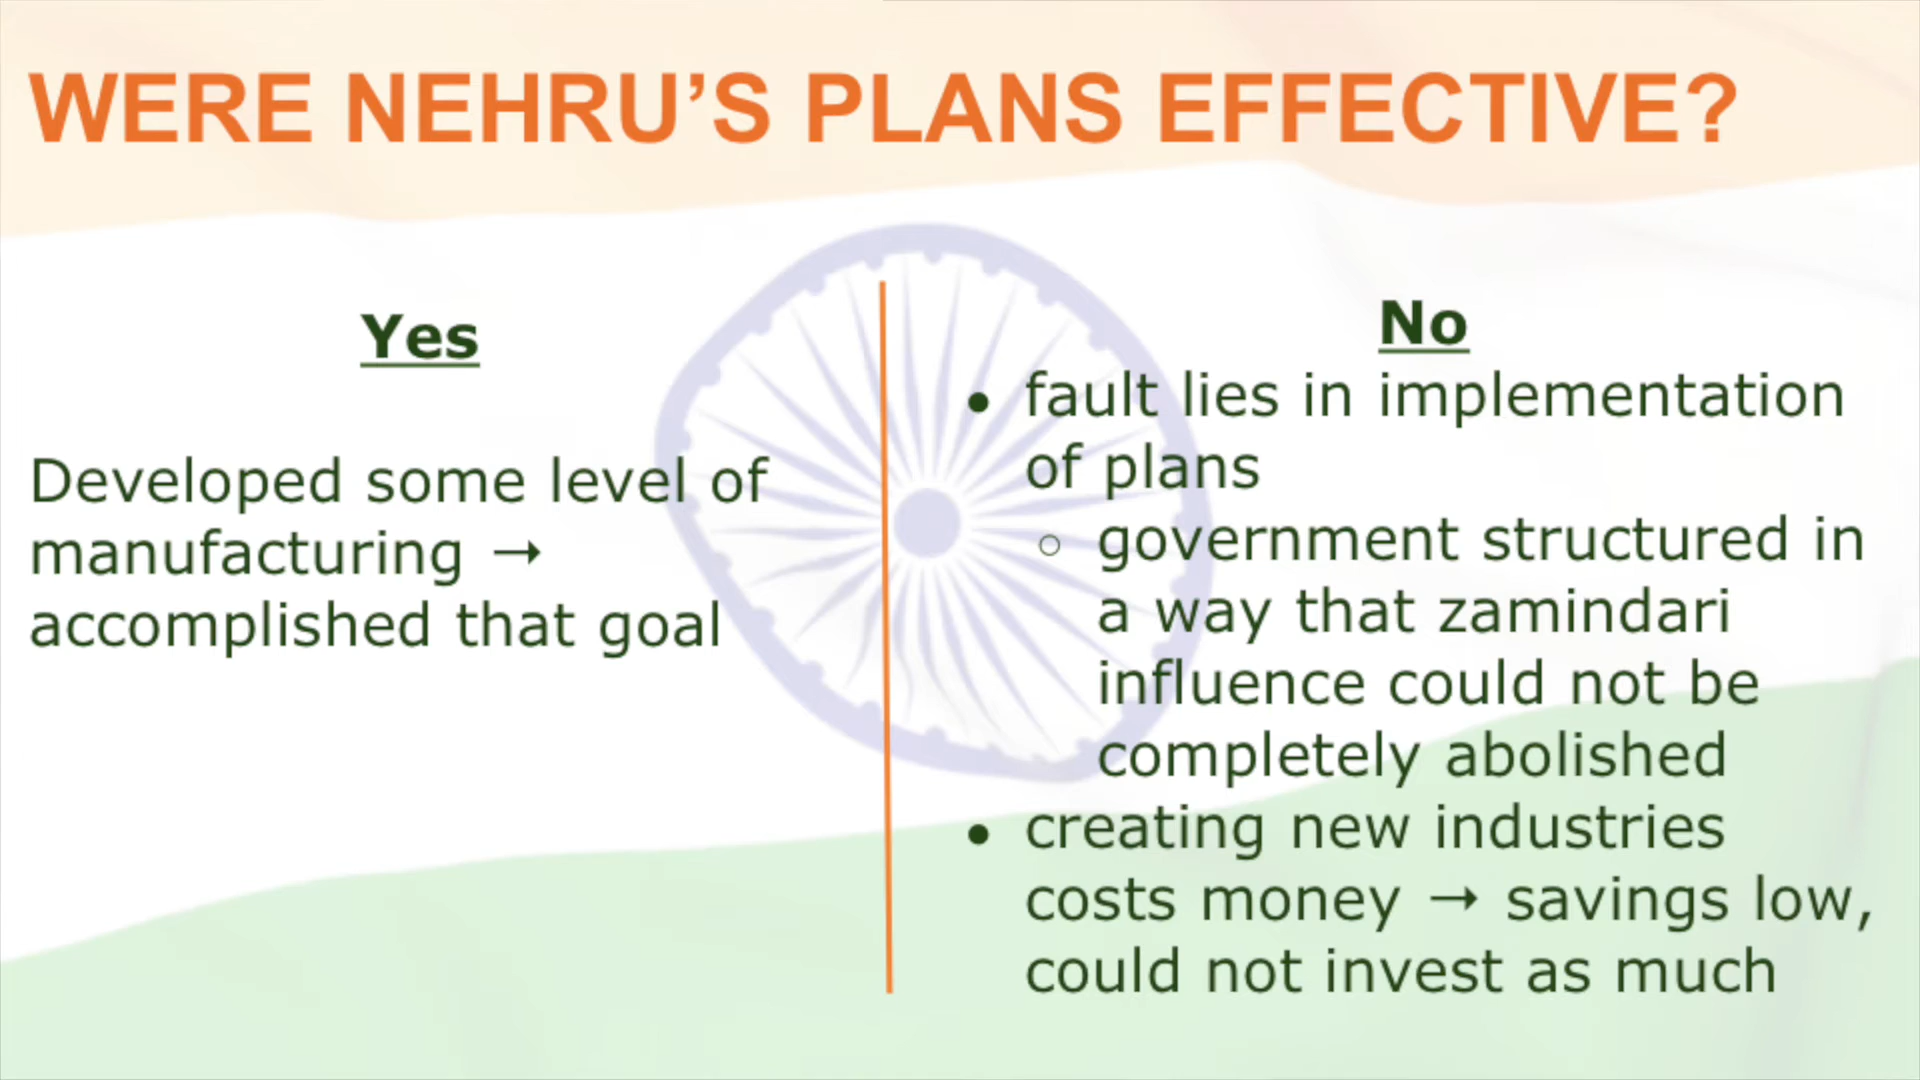 WERE NEHRU’S PLANS EFFECTIVE?
Yes
Developed some level of
manufacturing →
accomplished that goal
No
● fault lies in implementation
of plans
○ government structured in
a way that zamindari
influence could not be
completely abolished
● creating new industries
costs money → savings low,
could not invest as much